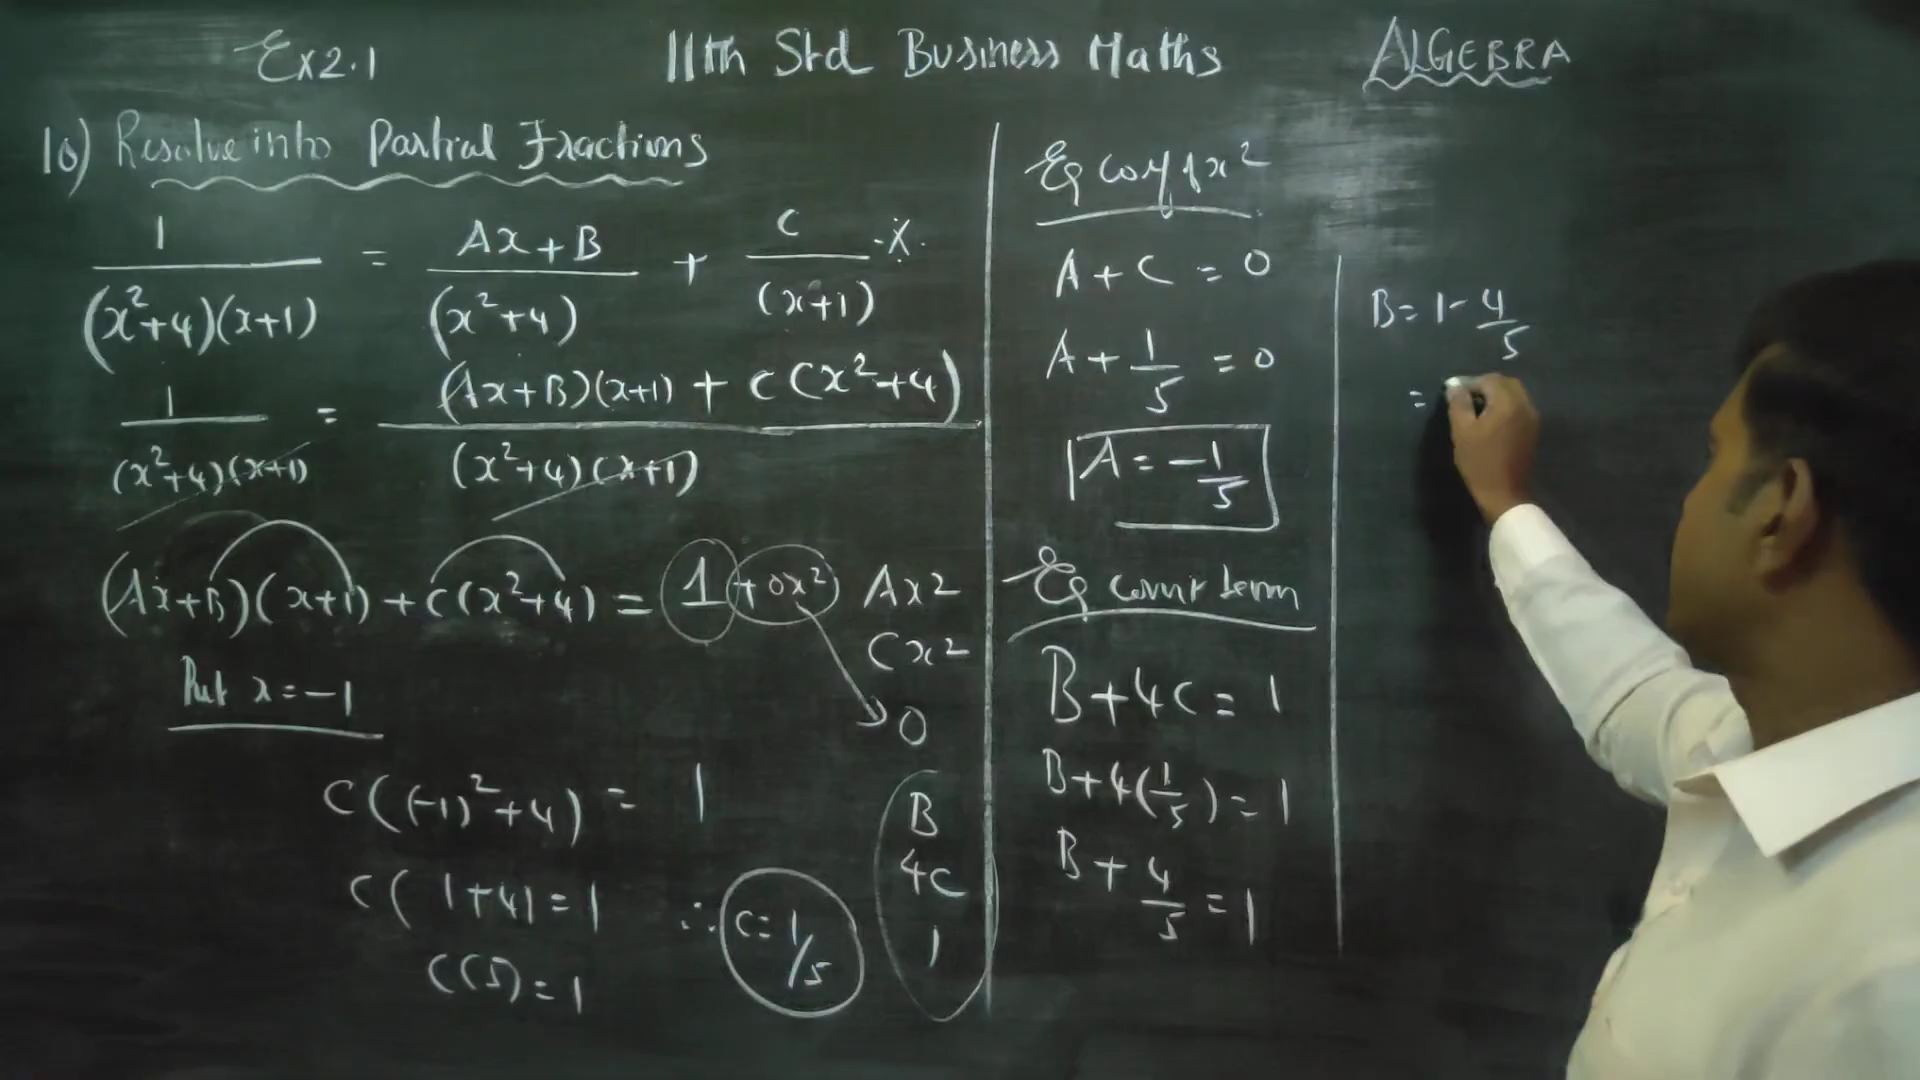 Ex 2.1
11th Std Business Maths
ALGEBRA
10) Resolve into Partial Fractions
1/((x²+4)(x+1)) = (Ax+B)/(x²+4) + C/(x+1)
1/((x²+4)(x+1)) = ((Ax+B)(x+1) + C(x²+4))/((x²+4)(x+1))
(Ax+B)(x+1) + C(x²+4) = 1 + 0x²
Put x = -1
C((-1)²+4) = 1
C(1+4) = 1
C(5) = 1
∴ C = 1/5
Ax²
Cx²
0
B
4C
1
Eq coef of x²
A + C = 0
A + 1/5 = 0
A = -1/5
Eq const term
B + 4C = 1
B + 4(1/5) = 1
B + 4/5 = 1
B = 1 - 4/5
=